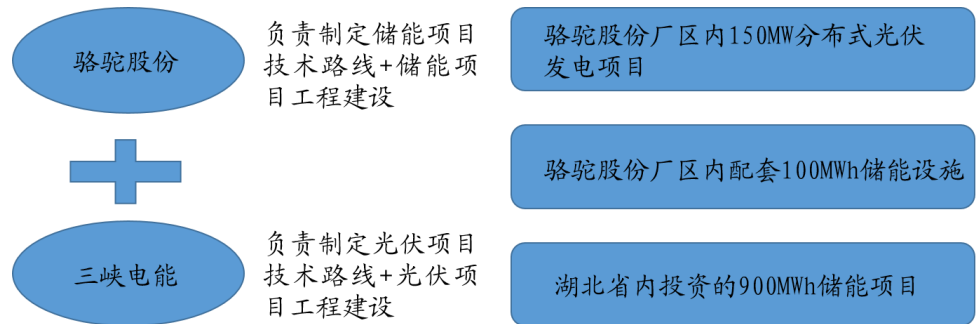 骆驼股份
负责制定储能项目
技术路线+储能项
目工程建设
骆驼股份厂区内150MW分布式光伏
发电项目
骆驼股份厂区内配套100MWh储能设施
三峡电能
负责制定光伏项目
技术路线+光伏项
目工程建设
湖北省内投资的900MWh储能项目